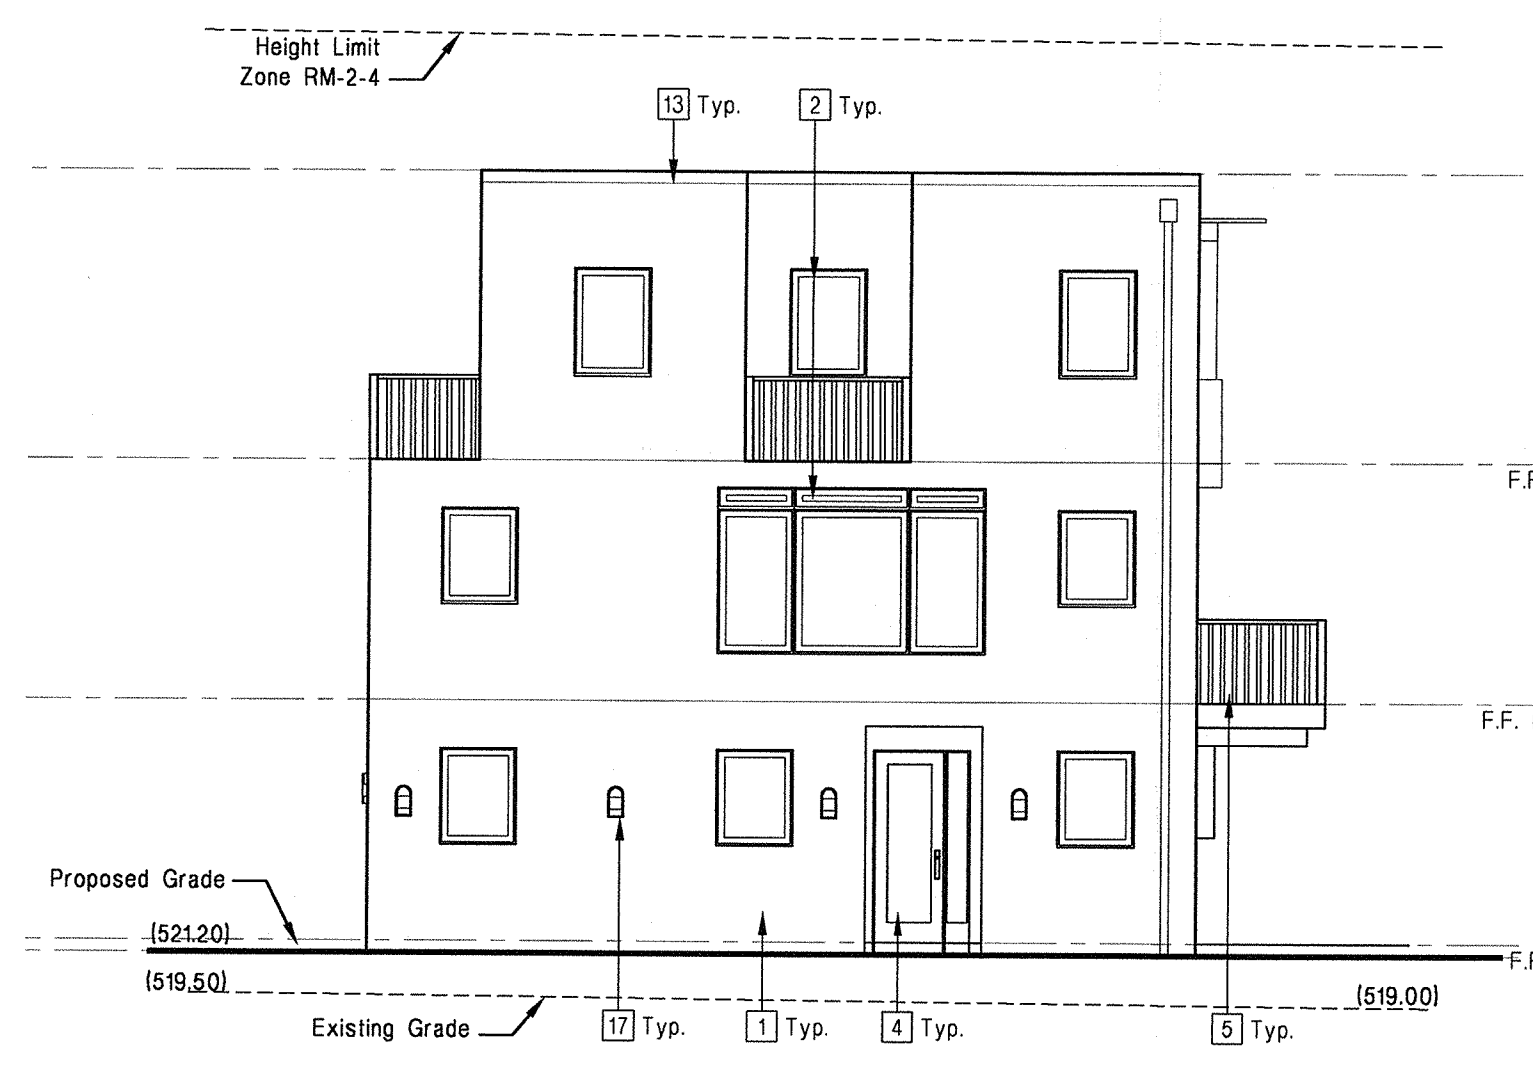 Height Limit
Zone RM-2-4
13 Typ.
2 Typ.
F.F.
Proposed Grade
(521.20)
(519.50)
(519.00)
Existing Grade
17 Typ.
1 Typ.
4 Typ.
5 Typ.